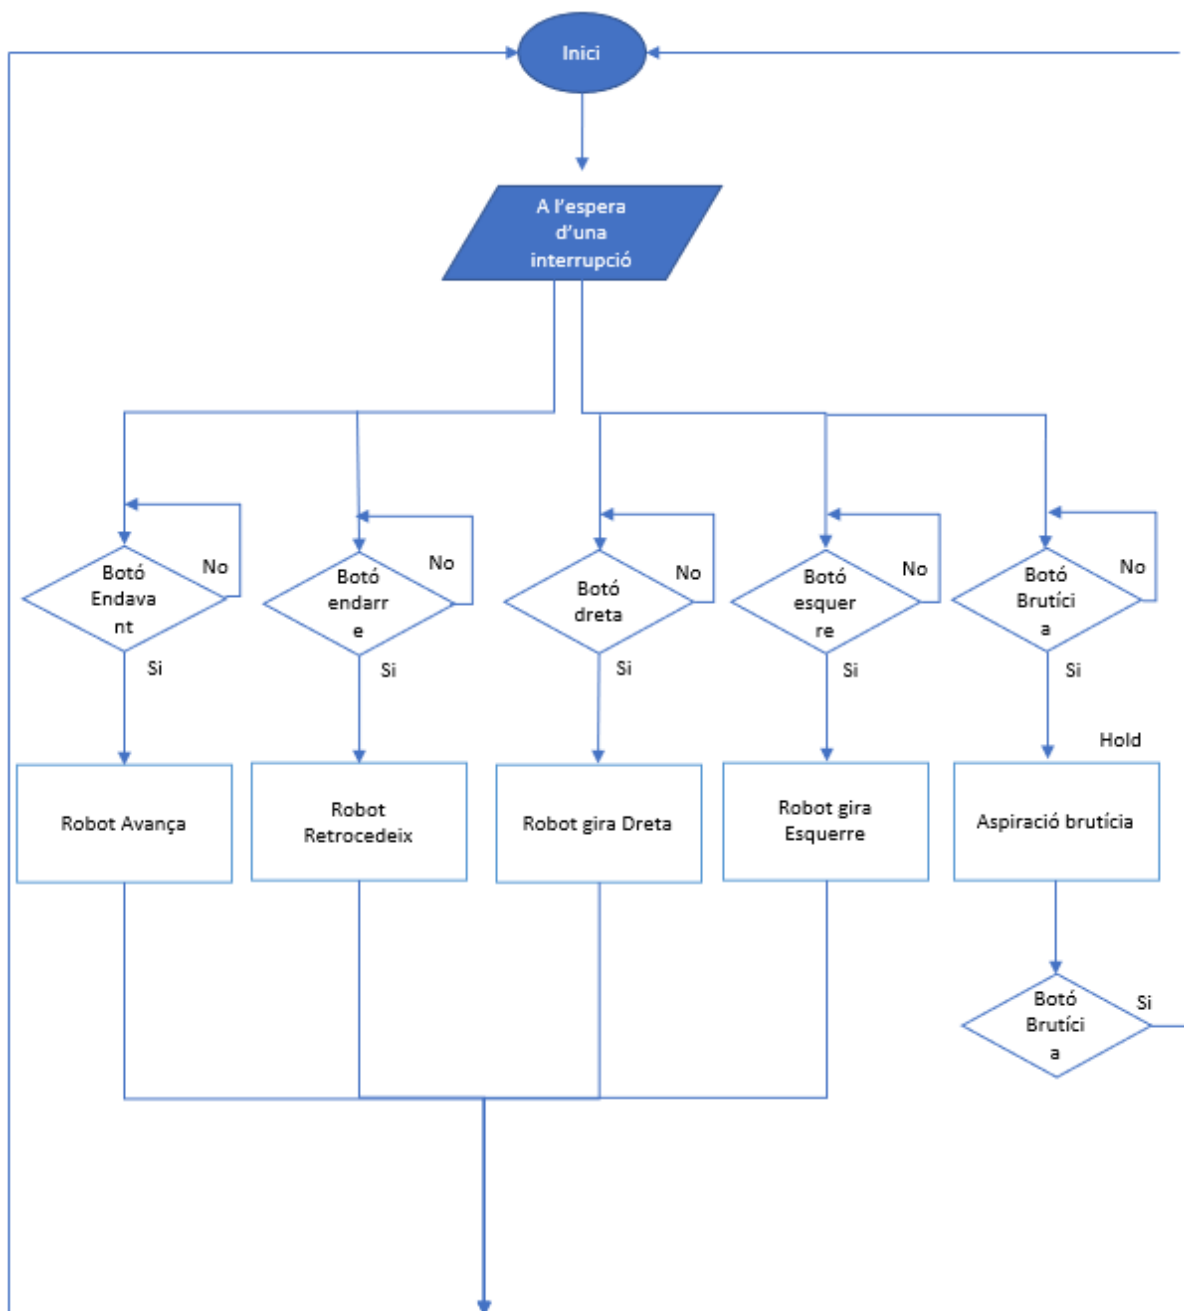 Inici
A l'espera
d'una
interrupció
Botó
Endava
nt
No
Si
Botó
endarr
e
No
Si
Botó
dreta
No
Si
Botó
esquer
re
No
Si
Botó
Brutíci
a
No
Si
Hold
Robot Avança
Robot
Retrocedeix
Robot gira Dreta
Robot gira
Esquerre
Aspiració brutícia
Botó
Brutíci
a
Si